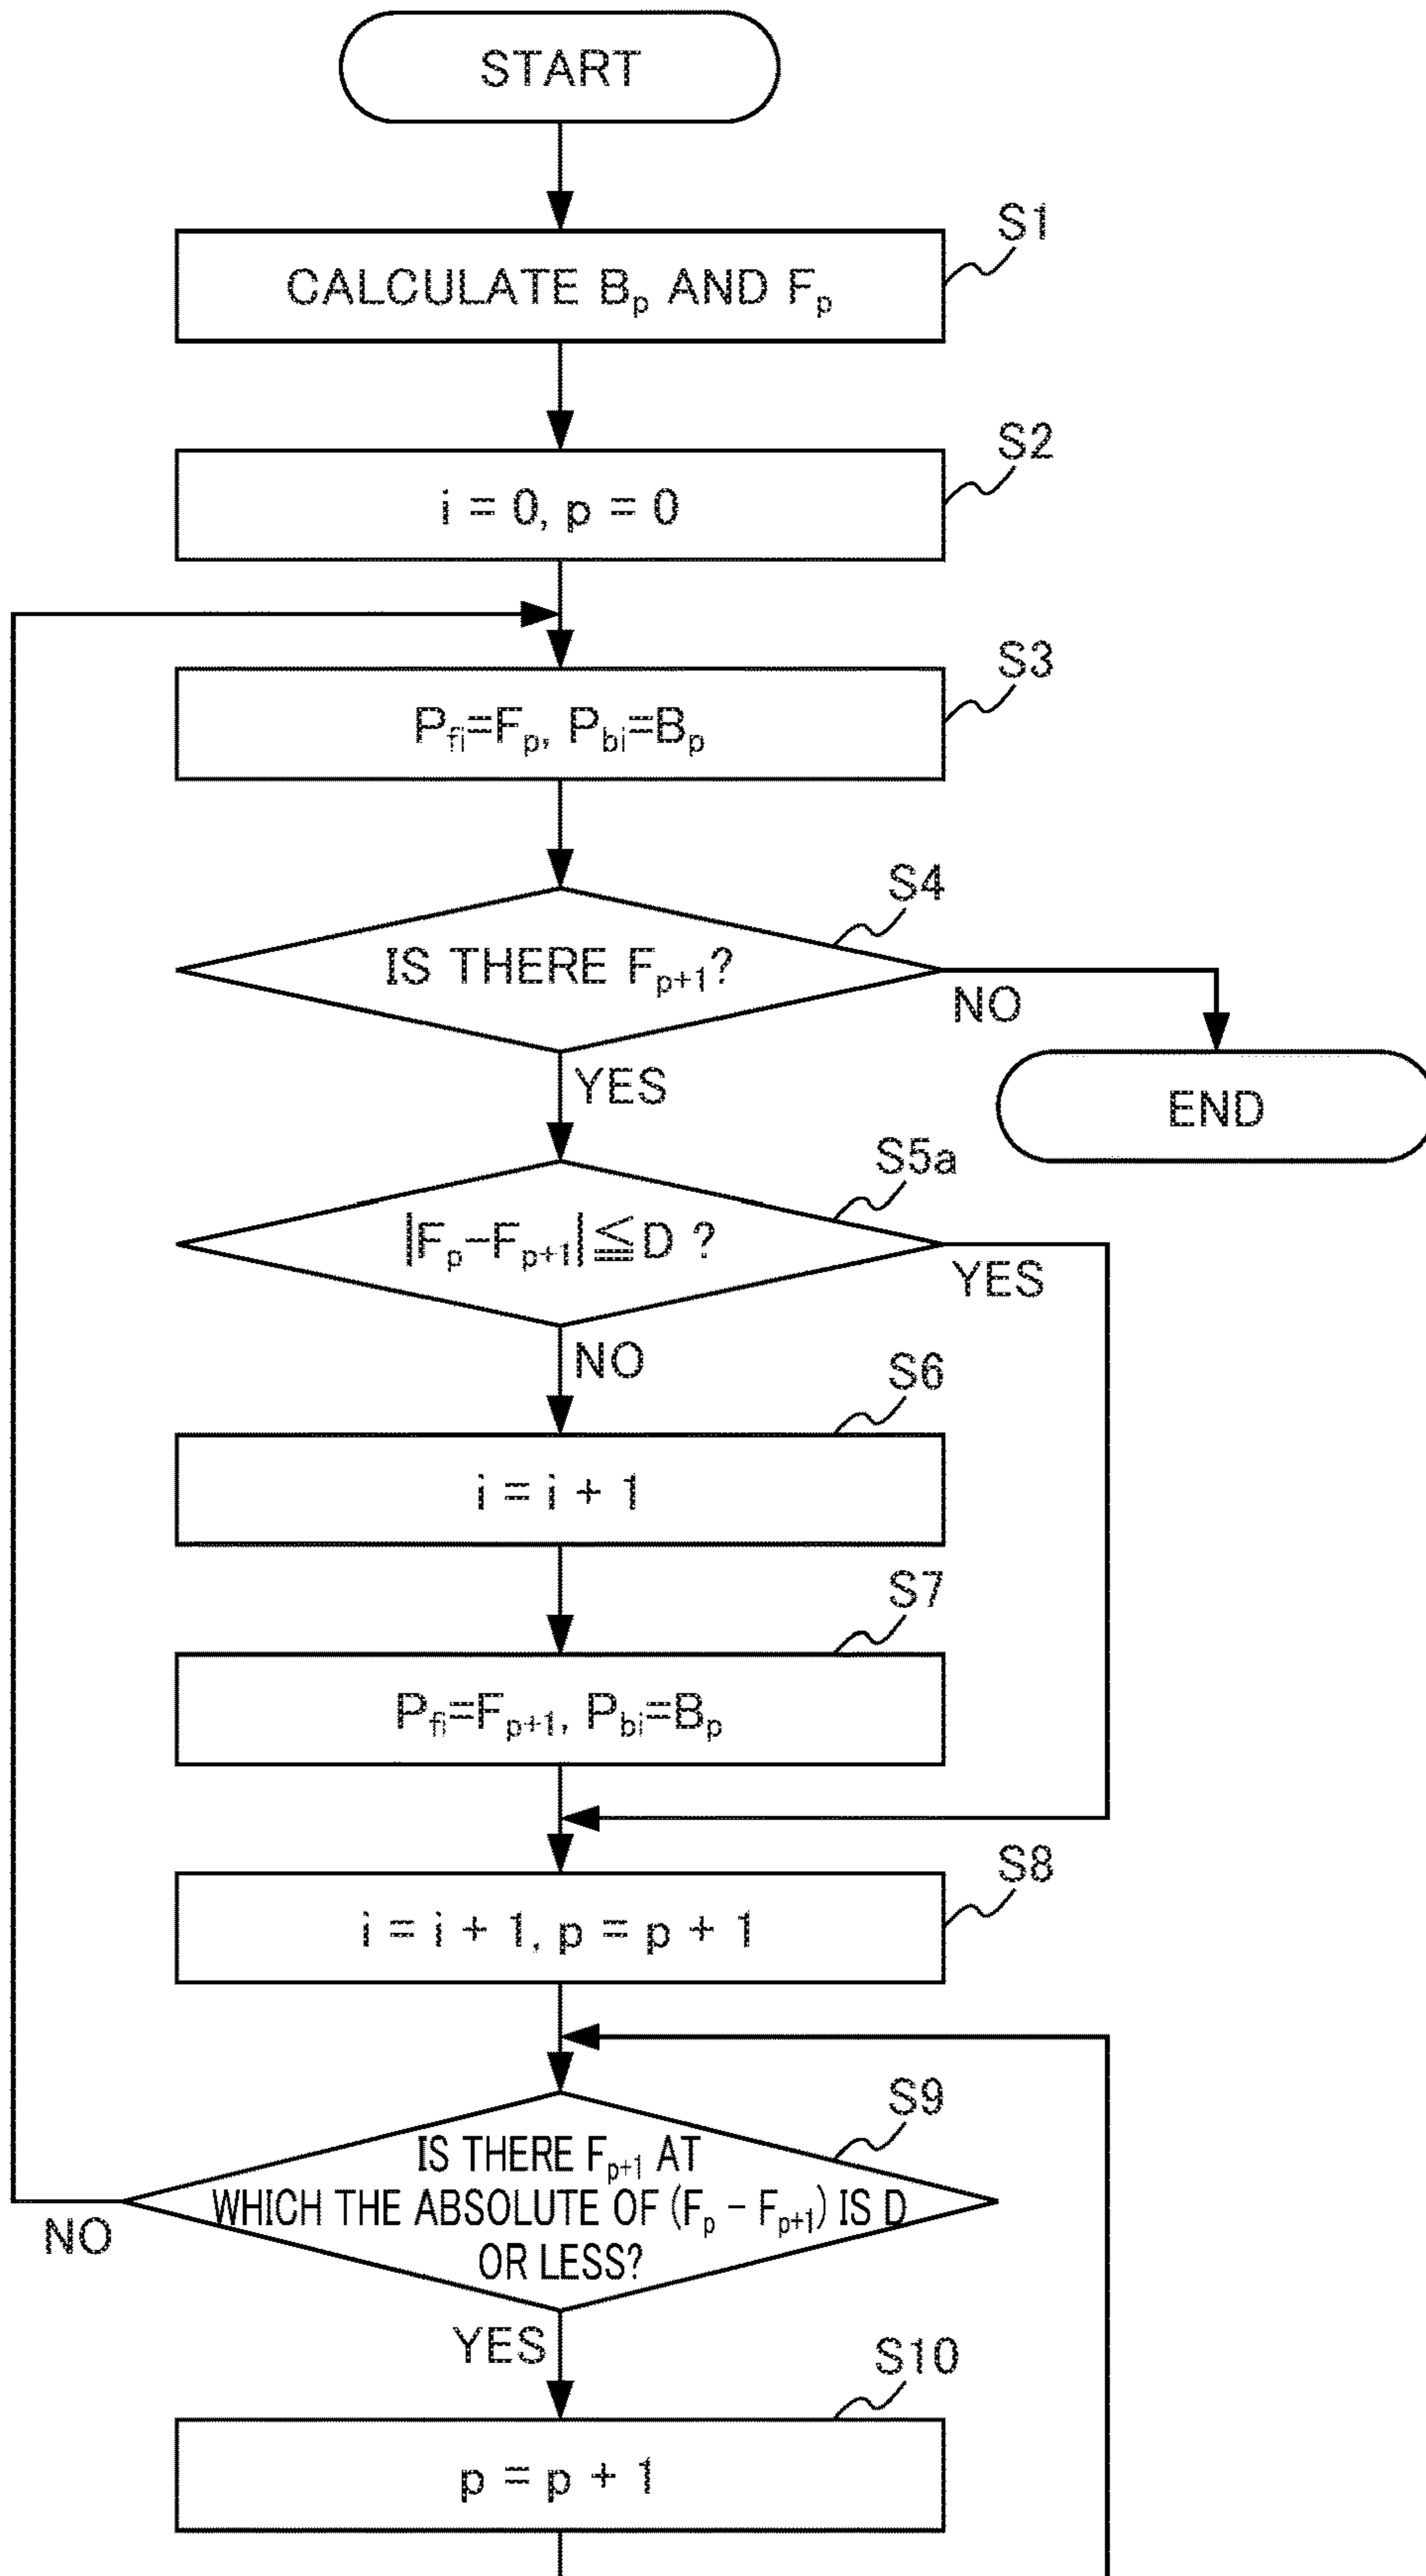 START
S1
CALCULATE Bp AND Fp
S2
i = 0, p = 0
S3
Pfi=Fp, Pbi=Bp
S4
IS THERE Fp+1?
NO
END
YES
S5a
|Fp-Fp+1|≦D ?
YES
NO
S6
i = i + 1
S7
Pfi=Fp+1, Pbi=Bp
S8
i = i + 1, p = p + 1
S9
IS THERE Fp+1 AT
WHICH THE ABSOLUTE OF (Fp - Fp+1) IS D
OR LESS?
NO
YES
S10
p = p + 1